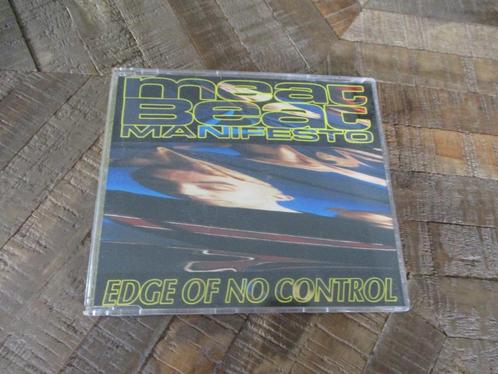 meat
Beat
MANIFESTO
EDGE OF NO CONTROL